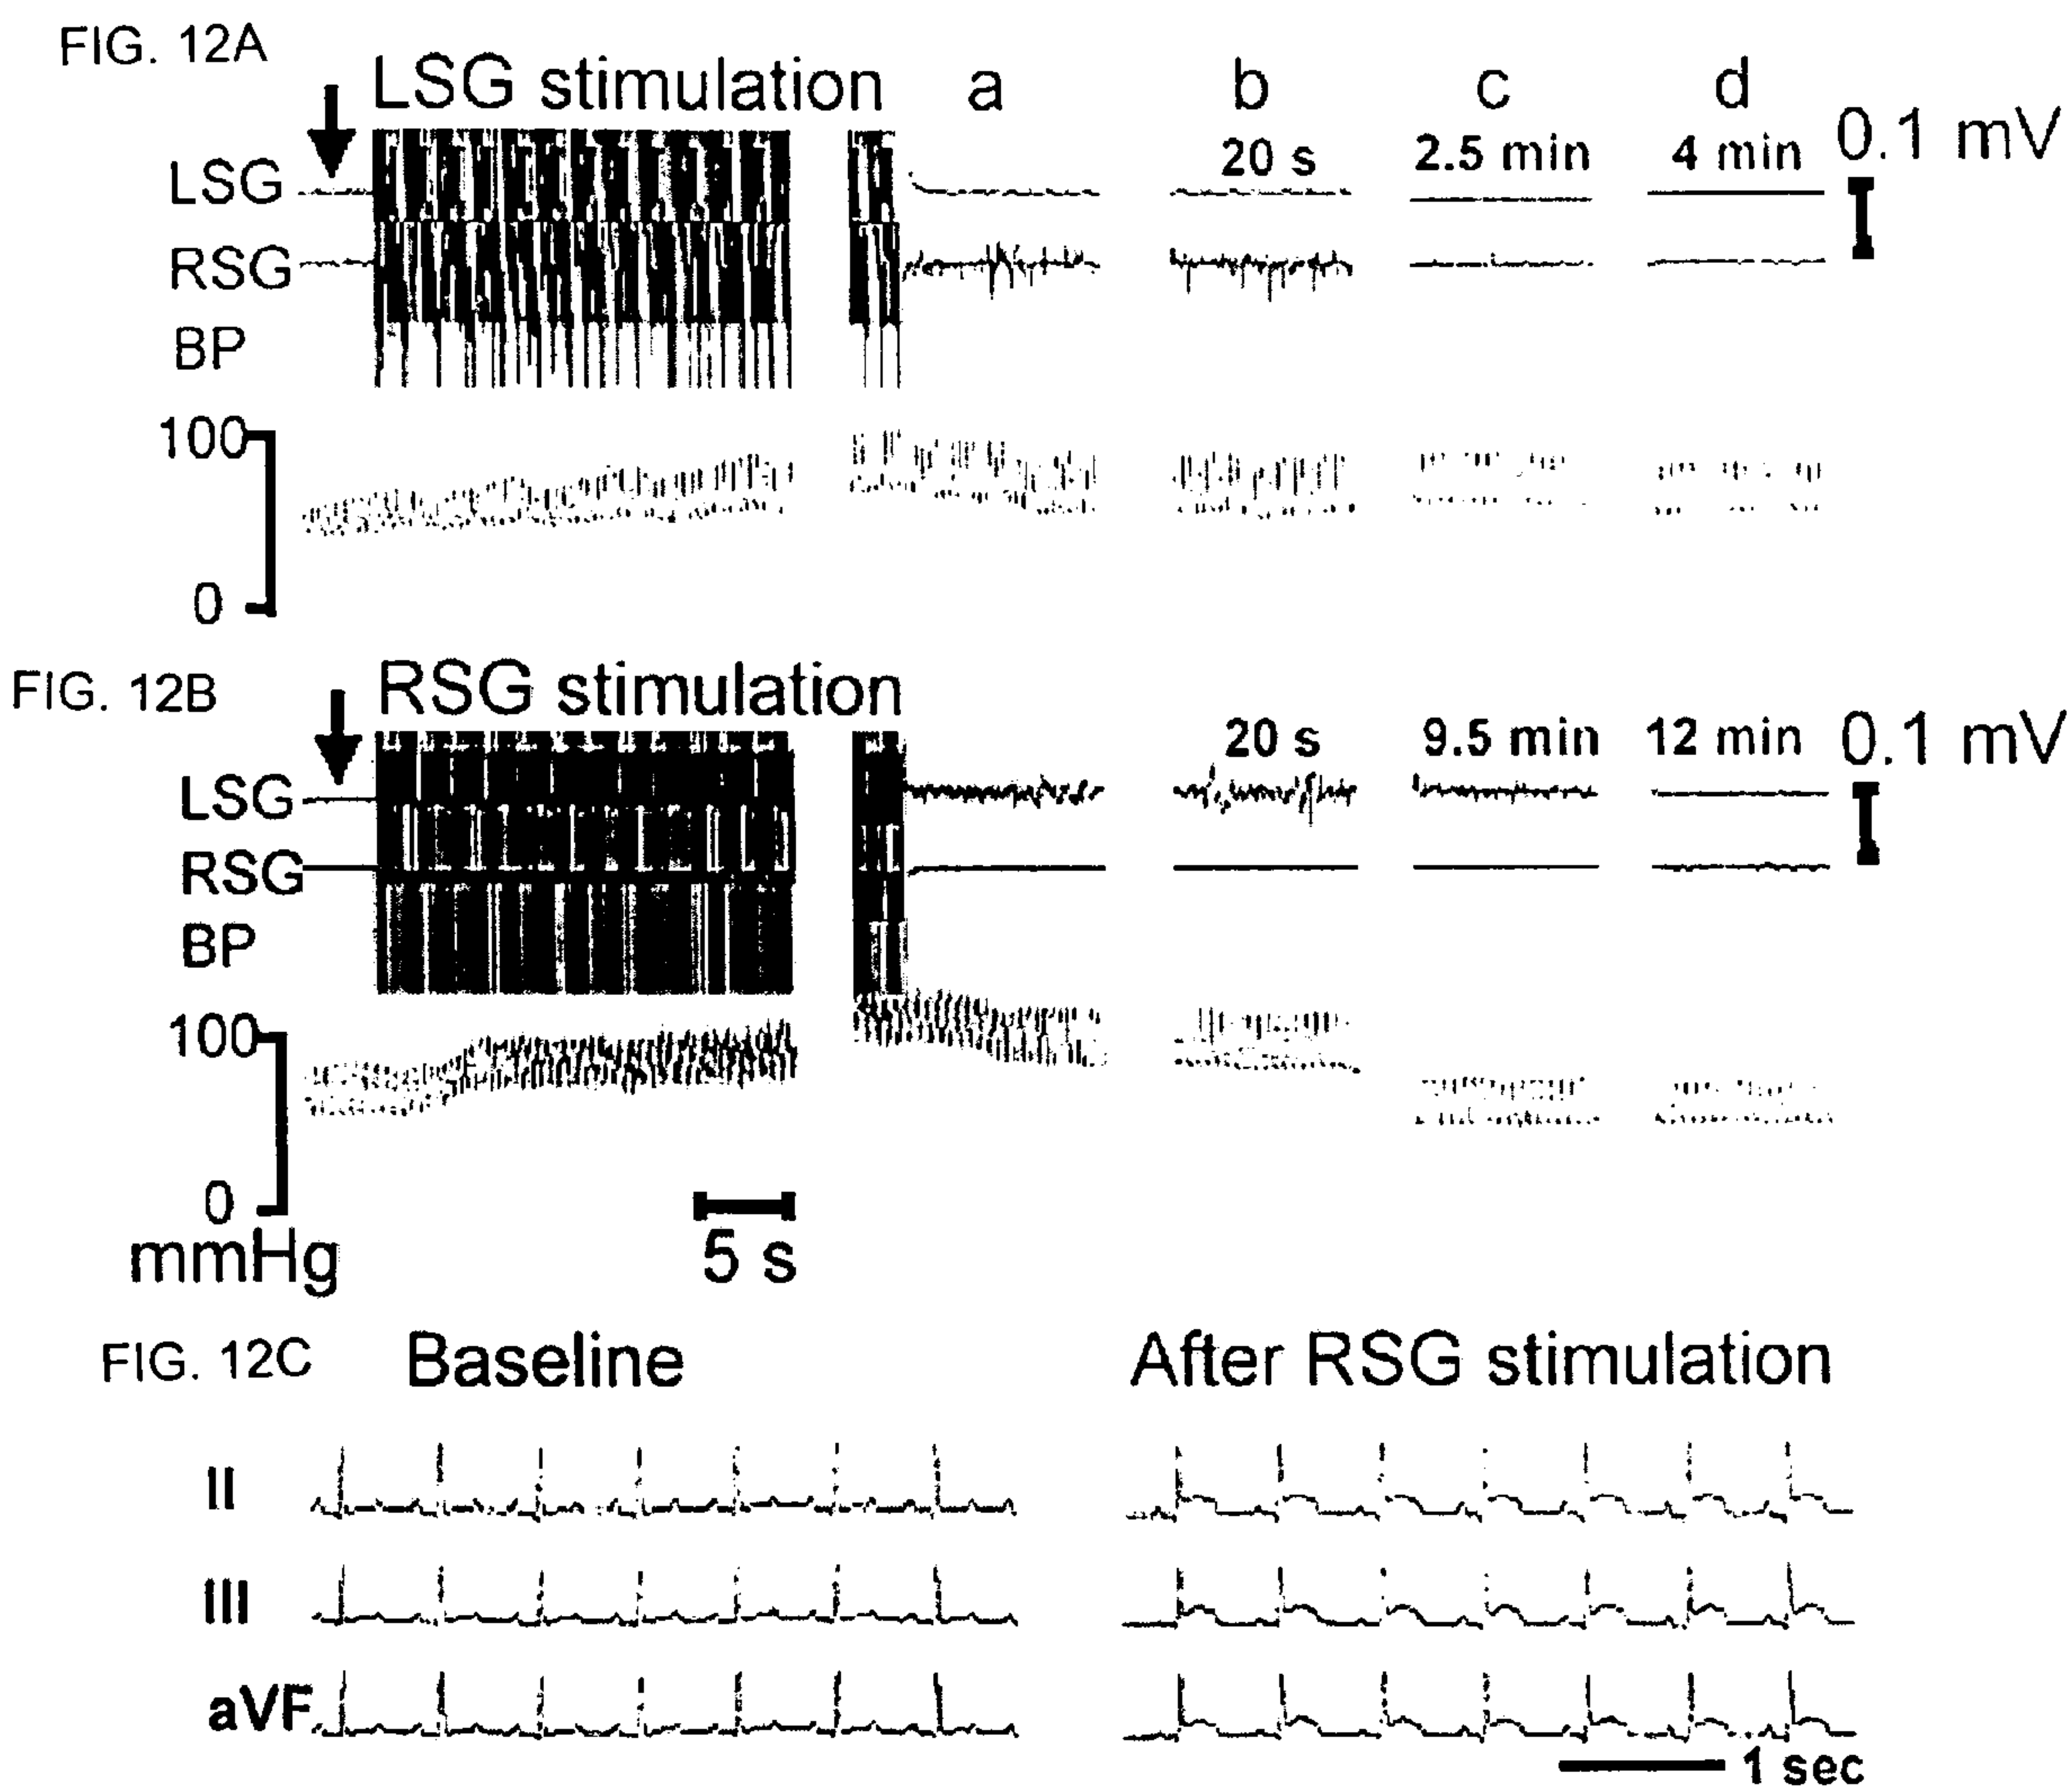 FIG. 12A
LSG stimulation a b c d
20 s 2.5 min 4 min 0.1 mV
LSG
RSG
BP
100
0
FIG. 12B
RSG stimulation
20 s 9.5 min 12 min 0.1 mV
LSG
RSG
BP
100
0
mmHg
5 s
FIG. 12C Baseline After RSG stimulation
II
III
aVF
1 sec